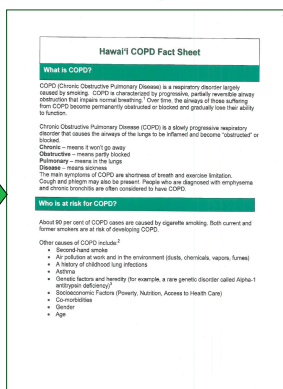 Hawai'i COPD Fact Sheet
What is COPD?
COPD (Chronic Obstructive Pulmonary Disease) is a respiratory disorder largely
caused by smoking. COPD is characterized by progressive, partially reversible airway
obstruction that impairs normal breathing.1 Over time, the airways of those suffering
from COPD become permanently obstructed or blocked and gradually lose their ability
to function.
Chronic Obstructive Pulmonary Disease (COPD) is a slowly progressive respiratory
disorder that causes the airways of the lungs to be inflamed and become "obstructed" or
blocked.
Chronic – means it won't go away
Obstructive – means partly blocked
Pulmonary – means in the lungs
Disease – means sickness
The main symptoms of COPD are shortness of breath and exercise limitation.
Cough and phlegm may also be present. People who are diagnosed with emphysema
and chronic bronchitis are often considered to have COPD.
Who is at risk for COPD?
About 90 per cent of COPD cases are caused by cigarette smoking. Both current and
former smokers are at risk of developing COPD.
Other causes of COPD include:2
• Second-hand smoke
• Air pollution at work and in the environment (dusts, chemicals, vapors, fumes)
• A history of childhood lung infections
• Asthma
• Genetic factors and heredity (for example, a rare genetic disorder called Alpha-1
antitrypsin deficiency)3
• Socioeconomic Factors (Poverty, Nutrition, Access to Health Care)
• Co-morbidities
• Gender
• Age